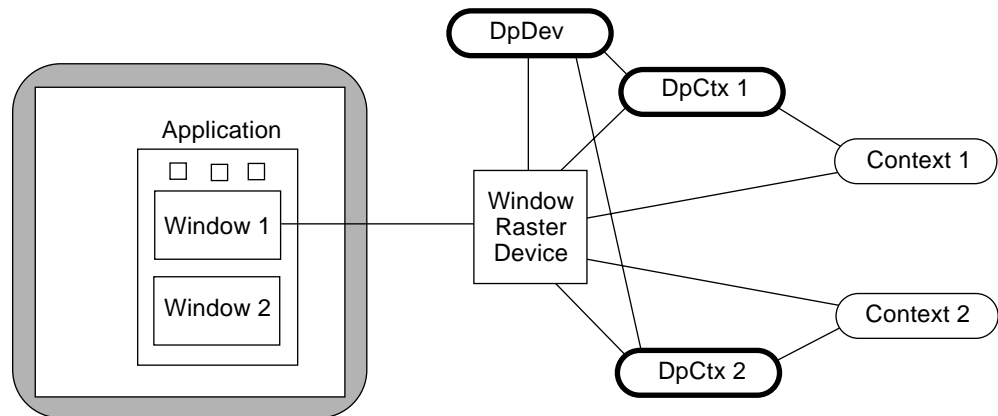 DpDev
DpCtx 1
Application
Context 1
Window 1
Window
Raster
Device
Window 2
Context 2
DpCtx 2